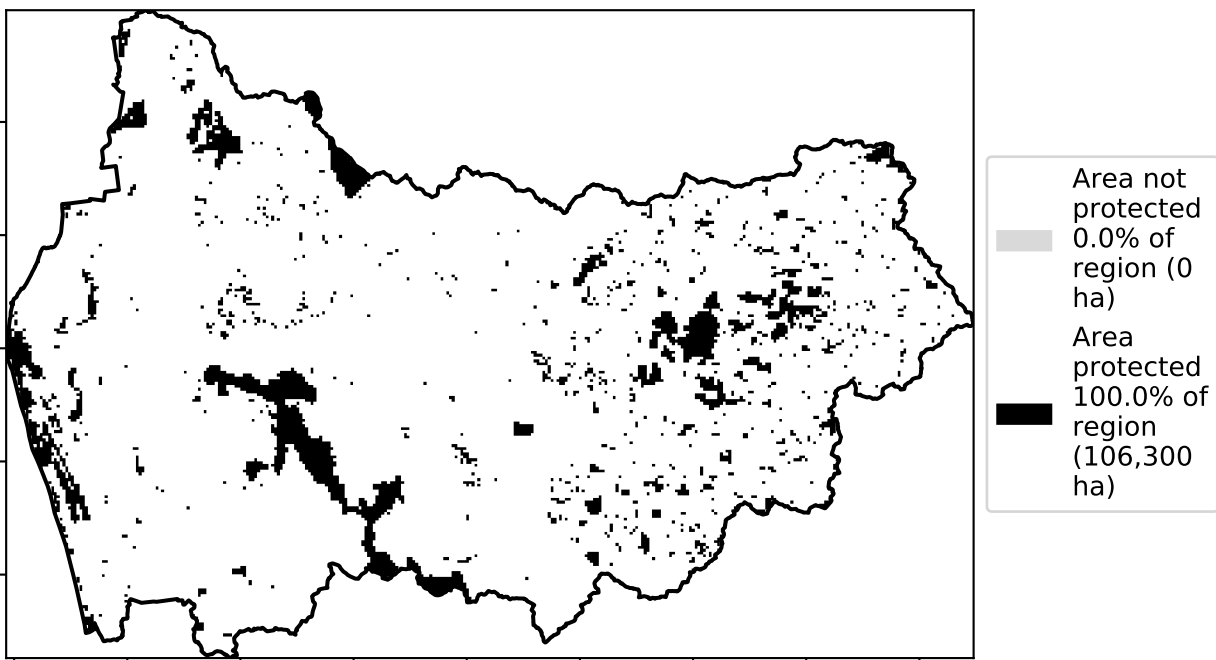 Area not
protected
0.0% of
region (0
ha)
Area
protected
100.0% of
region
(106,300
ha)